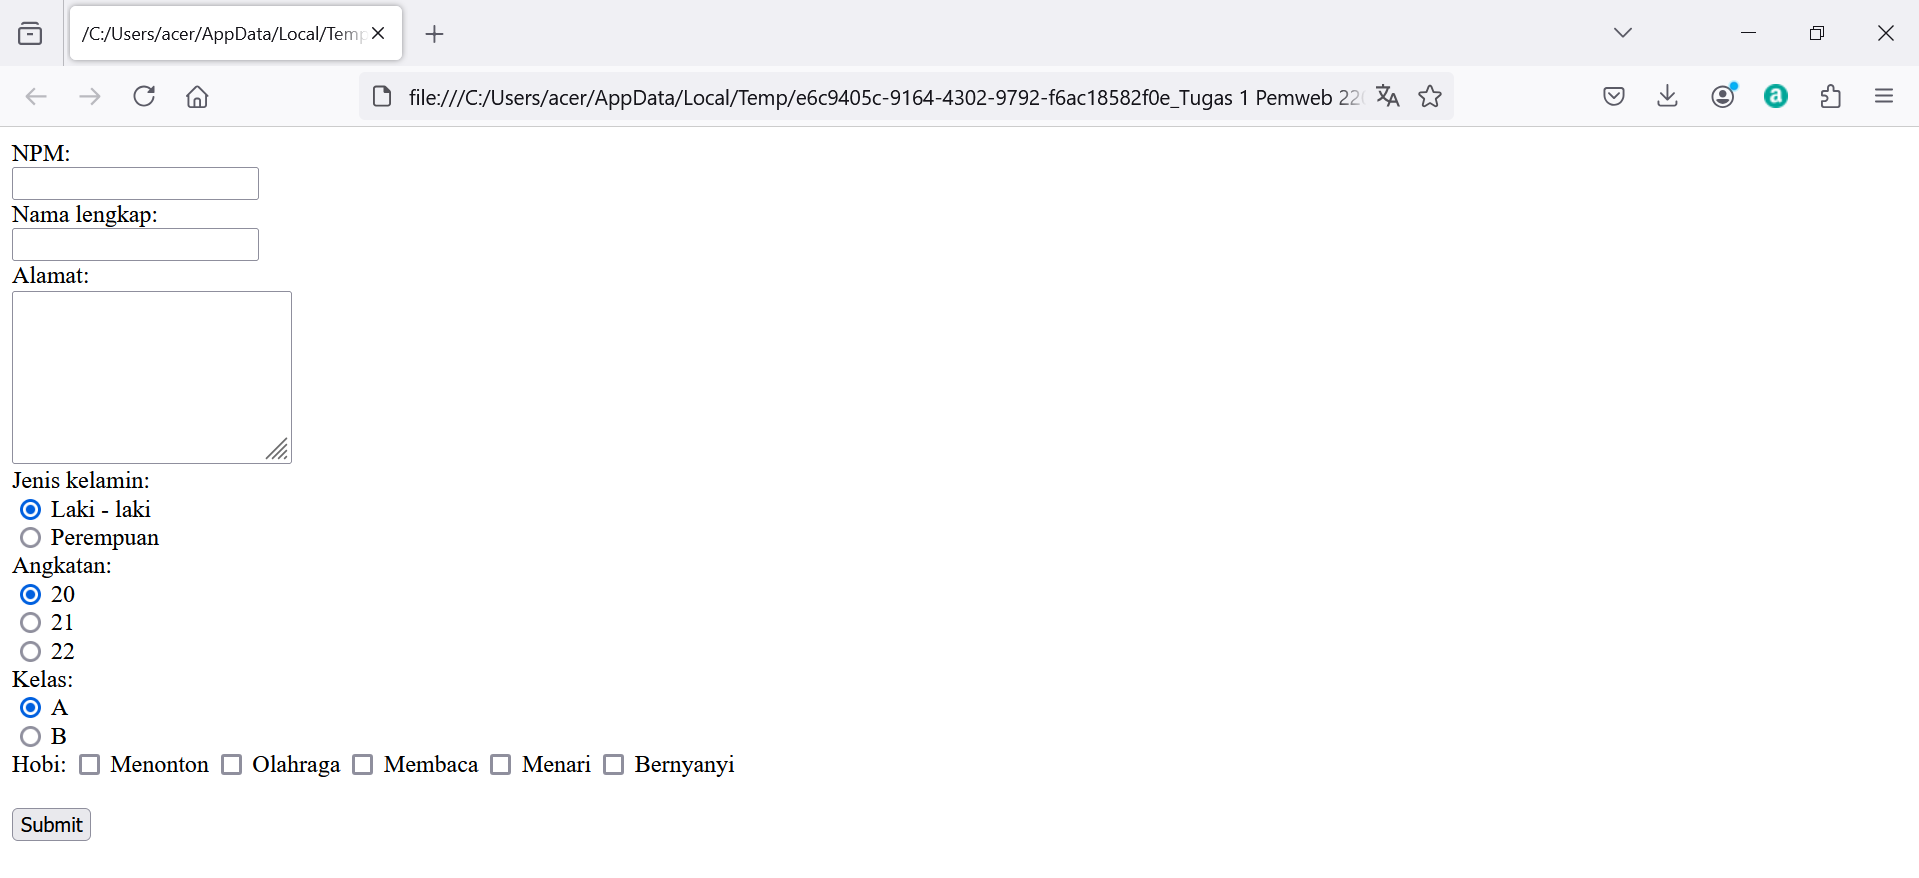 /C:/Users/acer/AppData/Local/Temp
file:///C:/Users/acer/AppData/Local/Temp/e6c9405c-9164-4302-9792-f6ac18582f0e_Tugas 1 Pemweb 220
a
NPM:
Nama lengkap:
Alamat:
Jenis kelamin:
Laki - laki
Perempuan
Angkatan:
20
21
22
Kelas:
A
B
Hobi: Menonton Olahraga Membaca Menari Bernyanyi
Submit